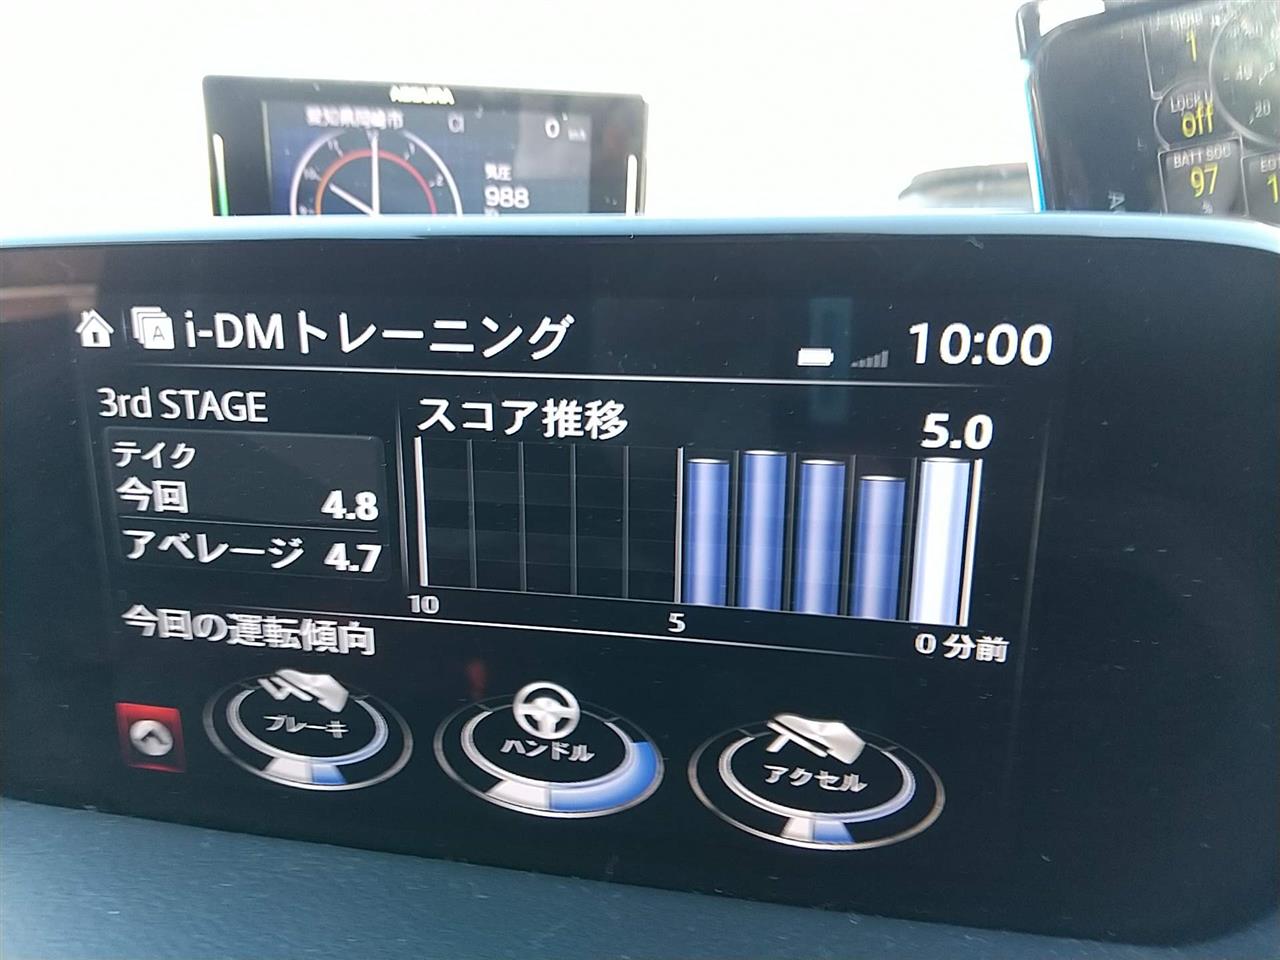 ASSURA
愛知県岡崎市
0
気圧
988
LOCK U
off
BATT SOC
97
%
20
i-DMトレーニング
10:00
3rd STAGE
テイク
今回 4.8
アベレージ 4.7
スコア推移
5.0
10
5
0 分前
今回の運転傾向
ブレーキ
ハンドル
アクセル